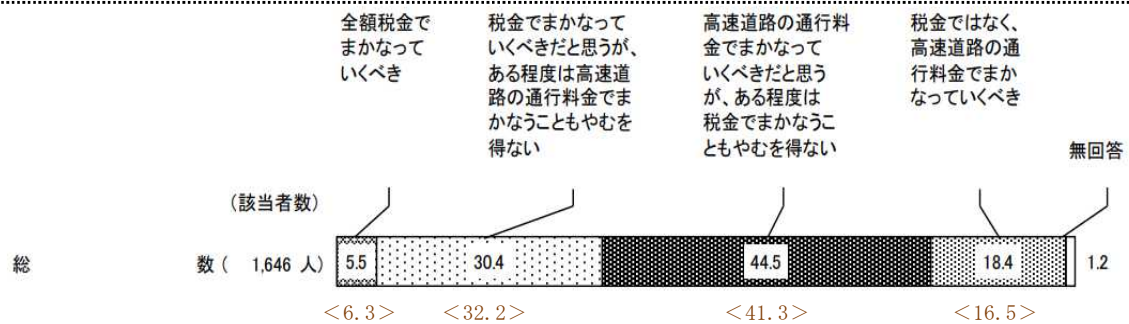 全額税金で
まかなって
いくべき
税金でまかなって
いくべきだと思うが、
ある程度は高速道
路の通行料金でま
かなうこともやむを
得ない
高速道路の通行料
金でまかなって
いくべきだと思う
が、ある程度は
税金でまかなうこ
ともやむを得ない
税金ではなく、
高速道路の通
行料金でまか
なっていくべき
無回答
（該当者数）
総 数 ( 1,646 人) 5.5 30.4 44.5 18.4 1.2
＜6.3＞ ＜32.2＞ ＜41.3＞ ＜16.5＞